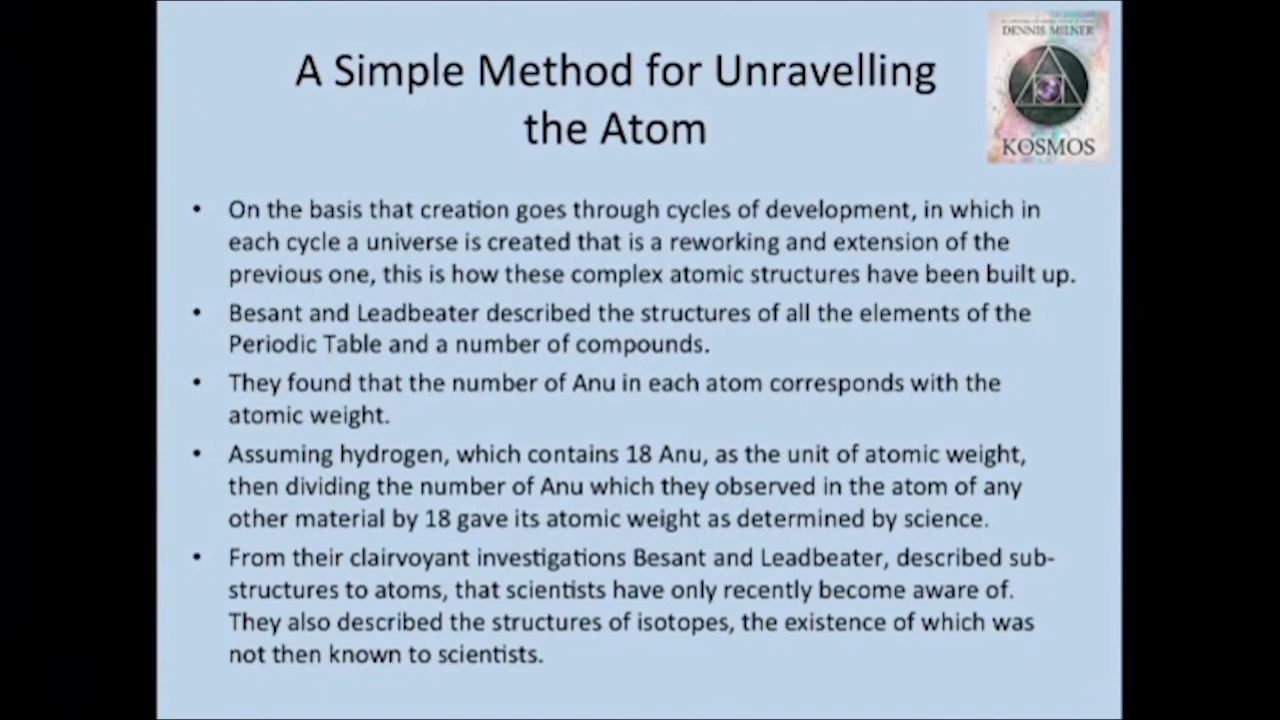 A Simple Method for Unravelling
the Atom
DENNIS MILNER
KOSMOS
• On the basis that creation goes through cycles of development, in which in
each cycle a universe is created that is a reworking and extension of the
previous one, this is how these complex atomic structures have been built up.
• Besant and Leadbeater described the structures of all the elements of the
Periodic Table and a number of compounds.
• They found that the number of Anu in each atom corresponds with the
atomic weight.
• Assuming hydrogen, which contains 18 Anu, as the unit of atomic weight,
then dividing the number of Anu which they observed in the atom of any
other material by 18 gave its atomic weight as determined by science.
• From their clairvoyant investigations Besant and Leadbeater, described sub-
structures to atoms, that scientists have only recently become aware of.
They also described the structures of isotopes, the existence of which was
not then known to scientists.